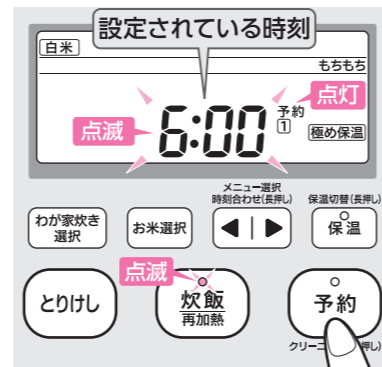 設定されている時刻
白米
もちもち
点灯
点滅
6:00
予約
1
極め保温
メニュー選択
時刻合わせ(長押し)
保温切替(長押し)
わが家炊き
選択
お米選択
◀ | ▶
保温
点滅
とりけし
炊飯
再加熱
予約
クリーニ
押し)